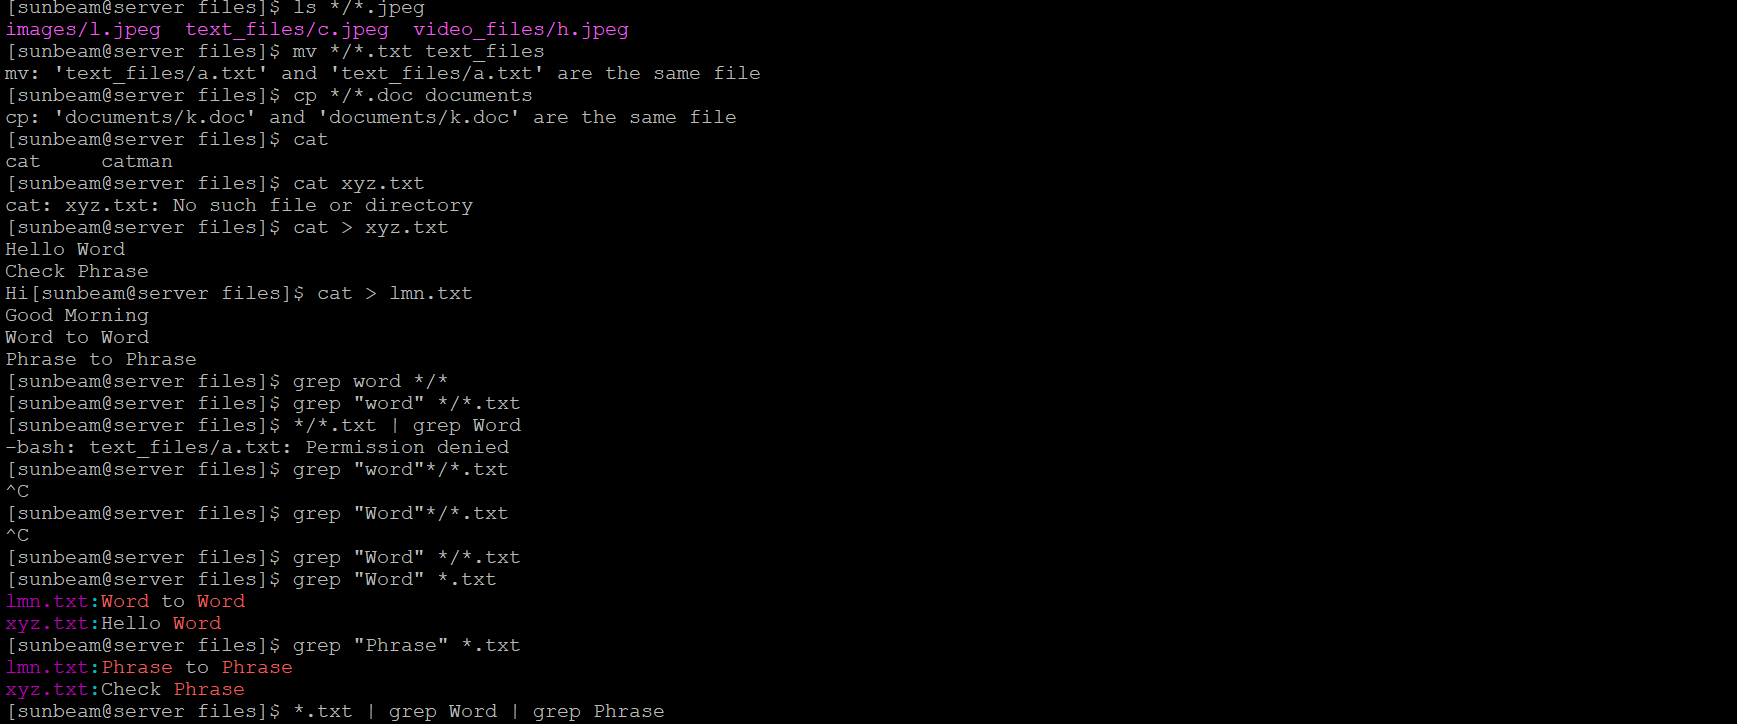 [sunbeam@server files]$ ls */*.jpeg
images/l.jpeg  text_files/c.jpeg  video_files/h.jpeg
[sunbeam@server files]$ mv */*.txt text_files
mv: 'text_files/a.txt' and 'text_files/a.txt' are the same file
[sunbeam@server files]$ cp */*.doc documents
cp: 'documents/k.doc' and 'documents/k.doc' are the same file
[sunbeam@server files]$ cat
cat     catman
[sunbeam@server files]$ cat xyz.txt
cat: xyz.txt: No such file or directory
[sunbeam@server files]$ cat > xyz.txt
Hello Word
Check Phrase
Hi[sunbeam@server files]$ cat > lmn.txt
Good Morning
Word to Word
Phrase to Phrase
[sunbeam@server files]$ grep word */*
[sunbeam@server files]$ grep "word" */*.txt
[sunbeam@server files]$ */*.txt | grep Word
-bash: text_files/a.txt: Permission denied
[sunbeam@server files]$ grep "word"*/*.txt
^C
[sunbeam@server files]$ grep "Word"*/*.txt
^C
[sunbeam@server files]$ grep "Word" */*.txt
[sunbeam@server files]$ grep "Word" *.txt
lmn.txt:Word to Word
xyz.txt:Hello Word
[sunbeam@server files]$ grep "Phrase" *.txt
lmn.txt:Phrase to Phrase
xyz.txt:Check Phrase
[sunbeam@server files]$ *.txt | grep Word | grep Phrase